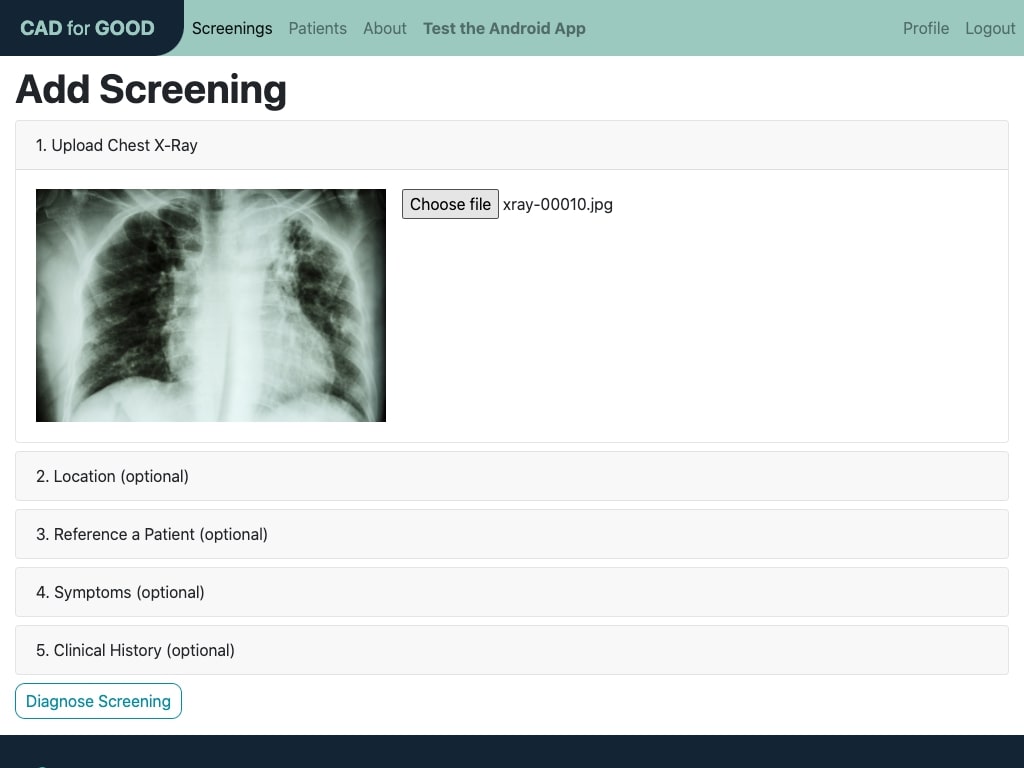 CAD for GOOD Screenings Patients About Test the Android App Profile Logout
Add Screening
1. Upload Chest X-Ray
Choose file xray-00010.jpg
2. Location (optional)
3. Reference a Patient (optional)
4. Symptoms (optional)
5. Clinical History (optional)
Diagnose Screening